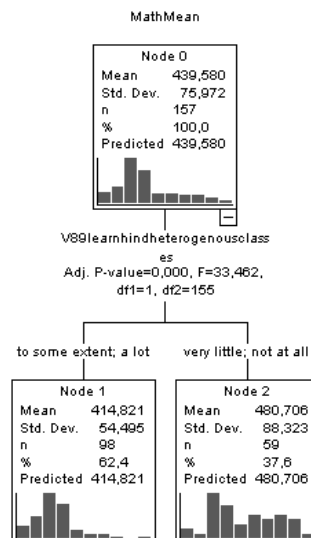 MathMean
Node 0
Mean 439,580
Std. Dev. 75,972
n 157
% 100,0
Predicted 439,580
V89learnhindheterogenousclass
es
Adj. P-value=0,000, F=33,462,
df1=1, df2=155
to some extent; a lot
very little; not at all
Node 1
Mean 414,821
Std. Dev. 54,495
n 98
% 62,4
Predicted 414,821
Node 2
Mean 480,706
Std. Dev. 88,323
n 59
% 37,6
Predicted 480,706